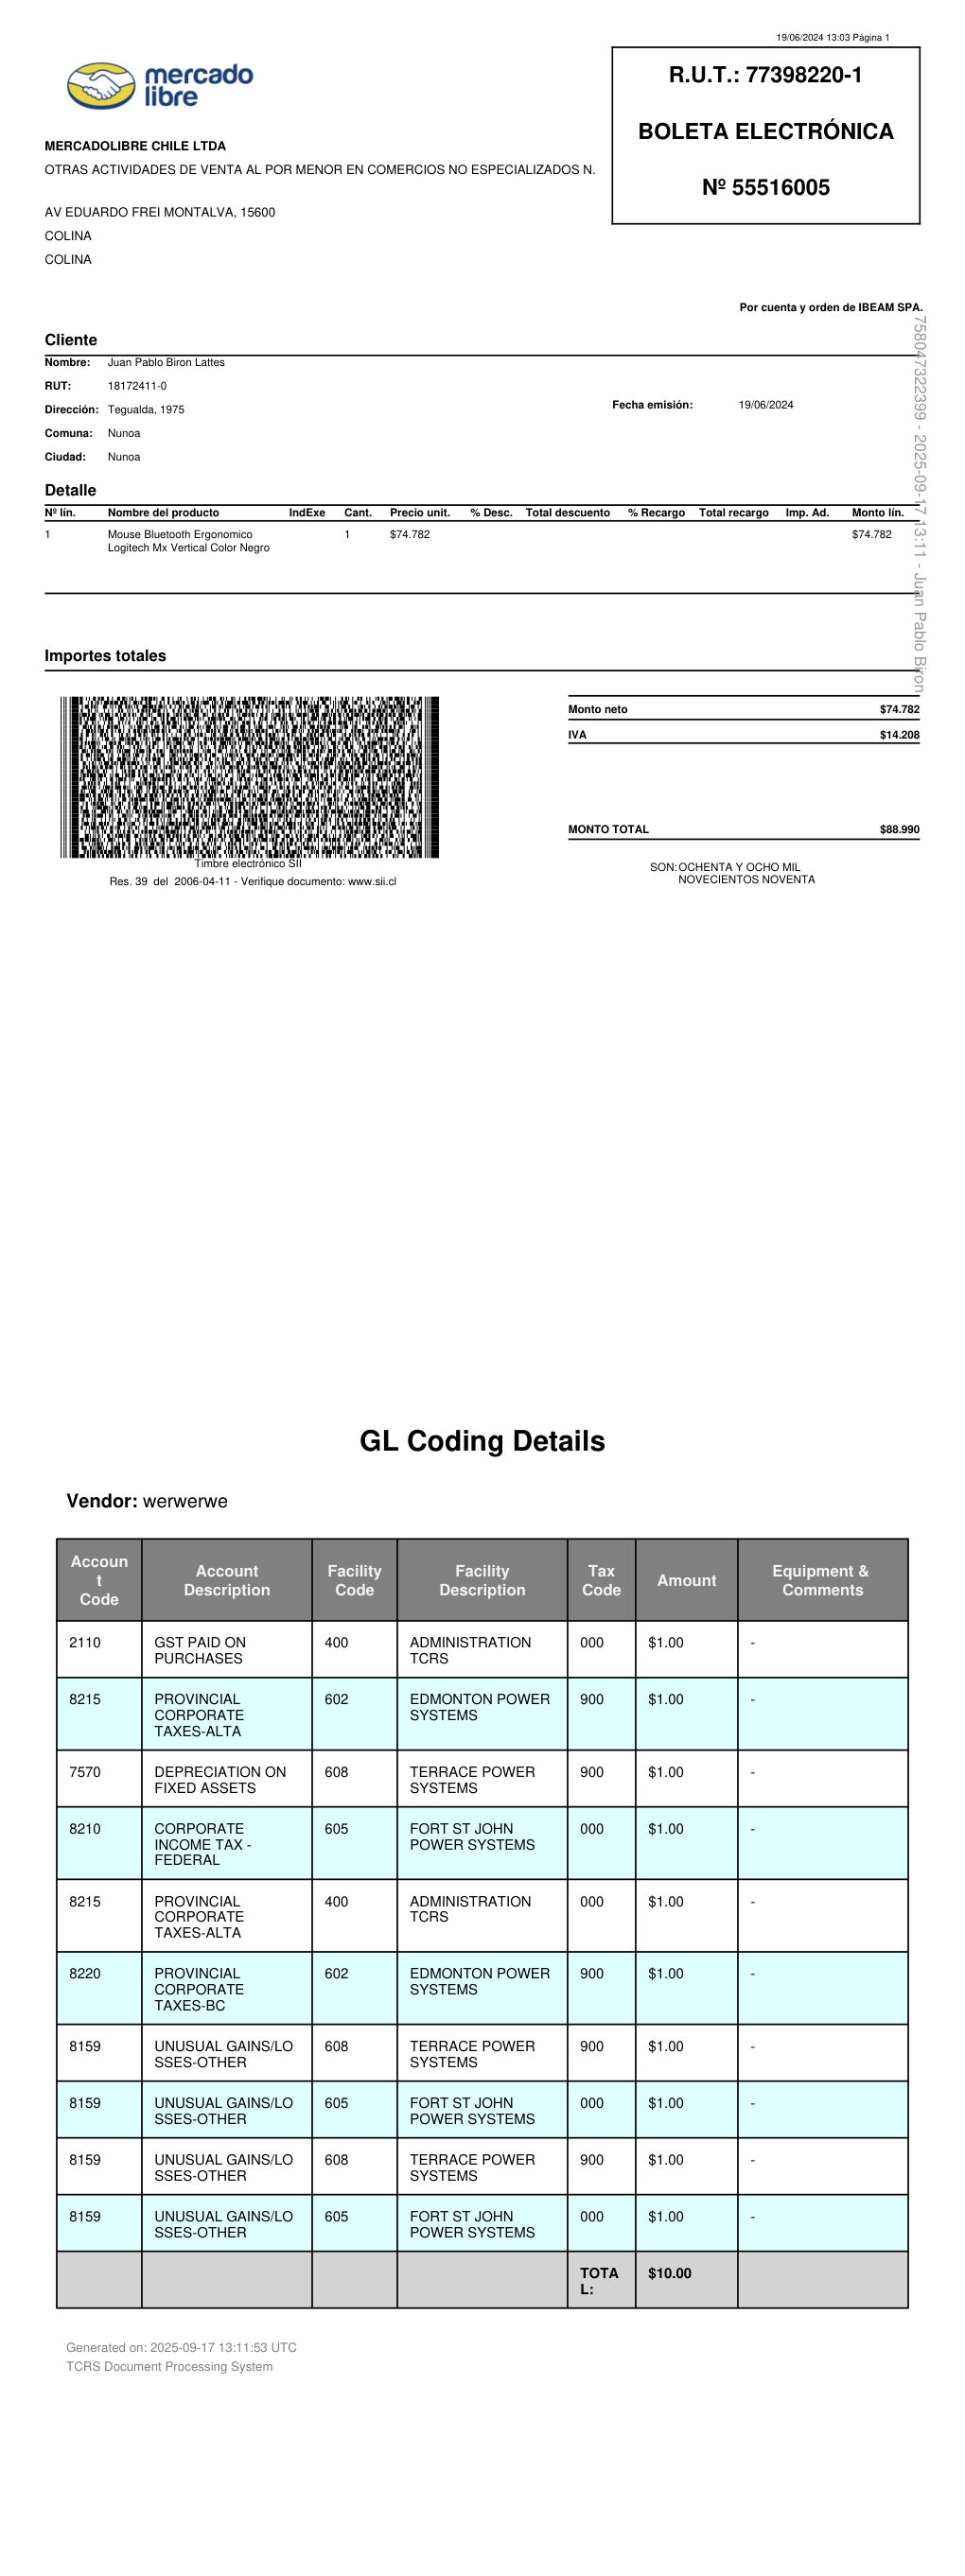 19/06/2024 13:03 Página 1
mercado
libre
R.U.T.: 77398220-1
BOLETA ELECTRÓNICA
Nº 55516005
MERCADOLIBRE CHILE LTDA
OTRAS ACTIVIDADES DE VENTA AL POR MENOR EN COMERCIOS NO ESPECIALIZADOS N.
AV EDUARDO FREI MONTALVA, 15600
COLINA
COLINA
Por cuenta y orden de IBEAM SPA.
758047322399 - 2025-09-17 13:11 - Juan Pablo Biron
Cliente
Nombre: Juan Pablo Biron Lattes
RUT: 18172411-0
Dirección: Tegualda, 1975
Fecha emisión: 19/06/2024
Comuna: Nunoa
Ciudad: Nunoa
Detalle
Nº lín. Nombre del producto IndExe Cant. Precio unit. % Desc. Total descuento % Recargo Total recargo Imp. Ad. Monto lín.
1 Mouse Bluetooth Ergonomico 1 $74.782 $74.782
Logitech Mx Vertical Color Negro
Importes totales
Monto neto $74.782
IVA $14.208
MONTO TOTAL $88.990
SON:OCHENTA Y OCHO MIL
NOVECIENTOS NOVENTA
Timbre electrónico SII
Res. 39 del 2006-04-11 - Verifique documento: www.sii.cl
GL Coding Details
Vendor: werwerwe
Accoun
t
Code
Account
Description
Facility
Code
Facility
Description
Tax
Code
Amount
Equipment &
Comments
2110 GST PAID ON 400 ADMINISTRATION 000 $1.00 -
PURCHASES TCRS
8215 PROVINCIAL 602 EDMONTON POWER 900 $1.00 -
CORPORATE SYSTEMS
TAXES-ALTA
7570 DEPRECIATION ON 608 TERRACE POWER 900 $1.00 -
FIXED ASSETS SYSTEMS
8210 CORPORATE 605 FORT ST JOHN 000 $1.00 -
INCOME TAX - POWER SYSTEMS
FEDERAL
8215 PROVINCIAL 400 ADMINISTRATION 000 $1.00 -
CORPORATE TCRS
TAXES-ALTA
8220 PROVINCIAL 602 EDMONTON POWER 900 $1.00 -
CORPORATE SYSTEMS
TAXES-BC
8159 UNUSUAL GAINS/LO 608 TERRACE POWER 900 $1.00 -
SSES-OTHER SYSTEMS
8159 UNUSUAL GAINS/LO 605 FORT ST JOHN 000 $1.00 -
SSES-OTHER POWER SYSTEMS
8159 UNUSUAL GAINS/LO 608 TERRACE POWER 900 $1.00 -
SSES-OTHER SYSTEMS
8159 UNUSUAL GAINS/LO 605 FORT ST JOHN 000 $1.00 -
SSES-OTHER POWER SYSTEMS
TOTA $10.00
L:
Generated on: 2025-09-17 13:11:53 UTC
TCRS Document Processing System